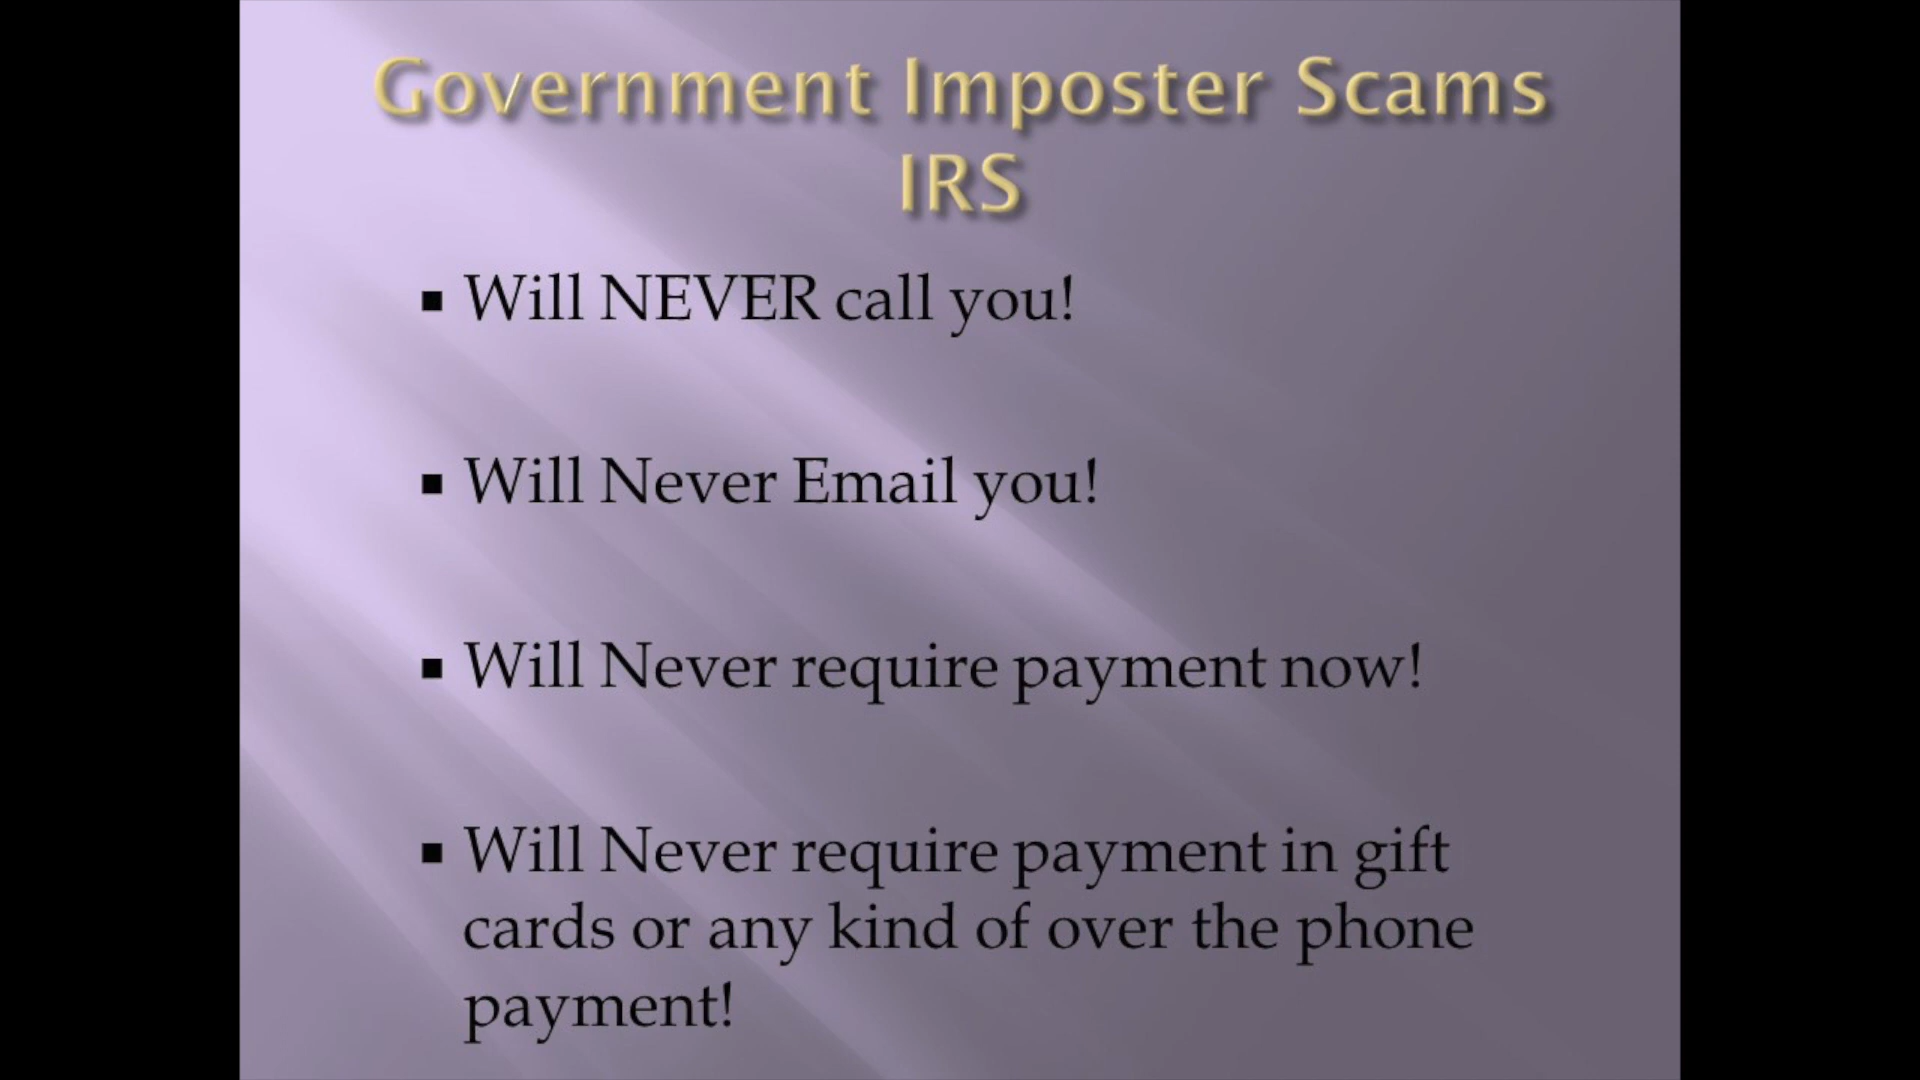 Government Imposter Scams
IRS
▪ Will NEVER call you!
▪ Will Never Email you!
▪ Will Never require payment now!
▪ Will Never require payment in gift
cards or any kind of over the phone
payment!